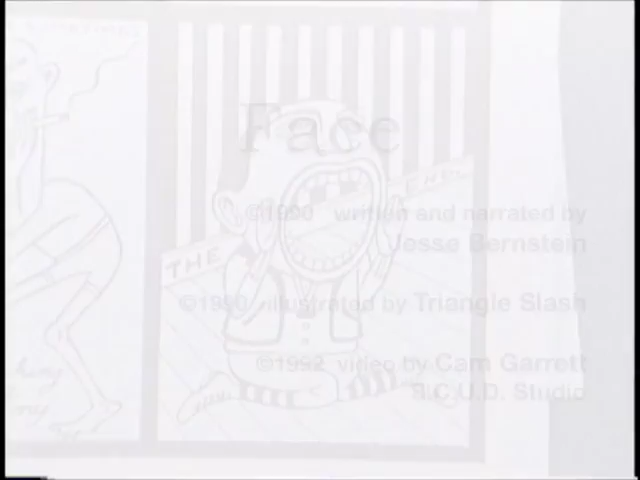 Face
©1990 written and narrated by
Jesse Bernstein
THE END
©1990 illustrated by Triangle Slash
©1992 video by Cam Garrett
S.C.U.D. Studio